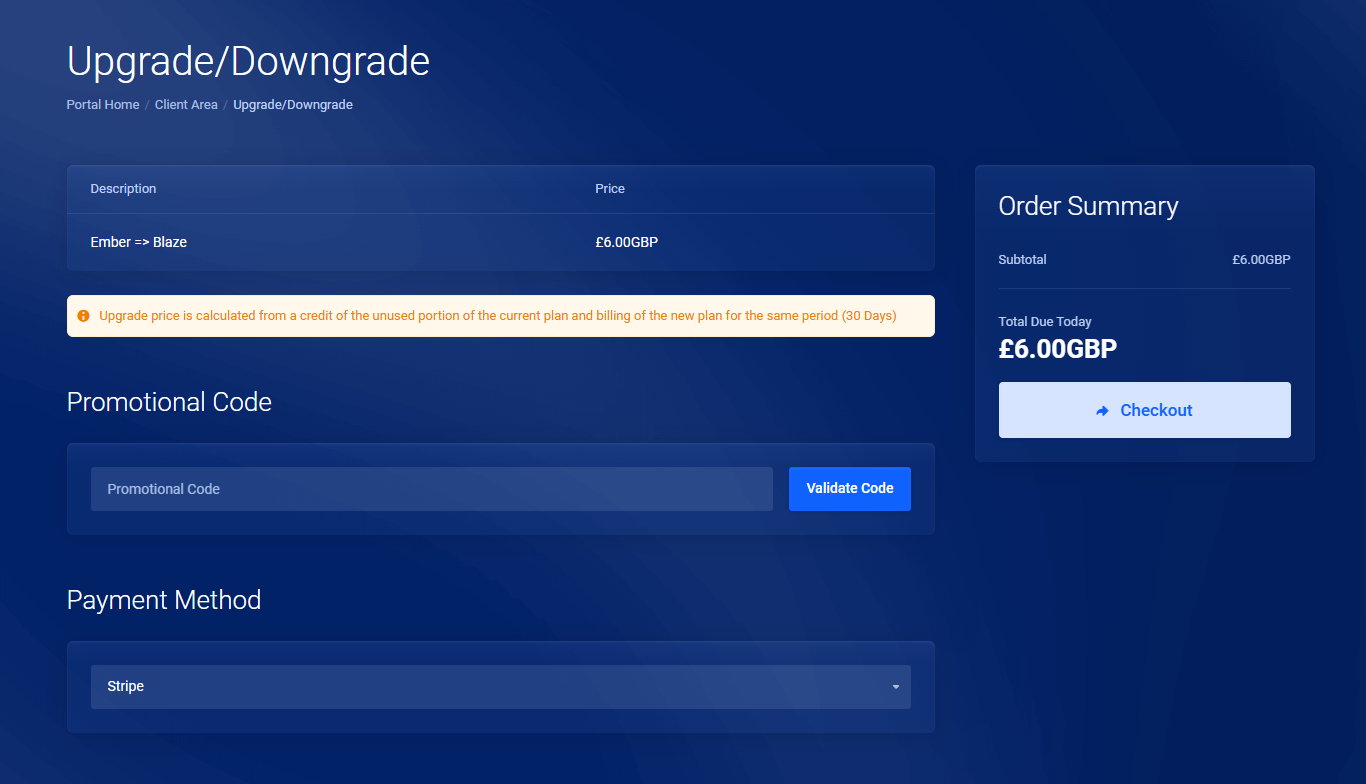 Upgrade/Downgrade
Portal Home / Client Area / Upgrade/Downgrade
Description Price
Ember => Blaze £6.00GBP
Upgrade price is calculated from a credit of the unused portion of the current plan and billing of the new plan for the same period (30 Days)
Promotional Code
Promotional Code Validate Code
Payment Method
Stripe
Order Summary
Subtotal £6.00GBP
Total Due Today
£6.00GBP
Checkout